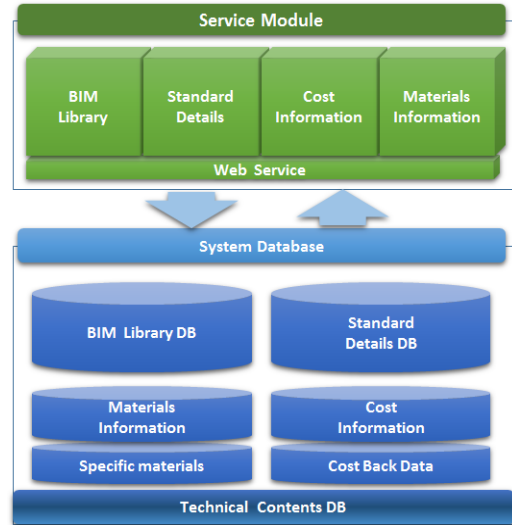 Service Module
BIM
Library
Standard
Details
Cost
Information
Materials
Information
Web Service
System Database
BIM Library DB
Standard
Details DB
Materials
Information
Cost
Information
Specific materials
Cost Back Data
Technical Contents DB